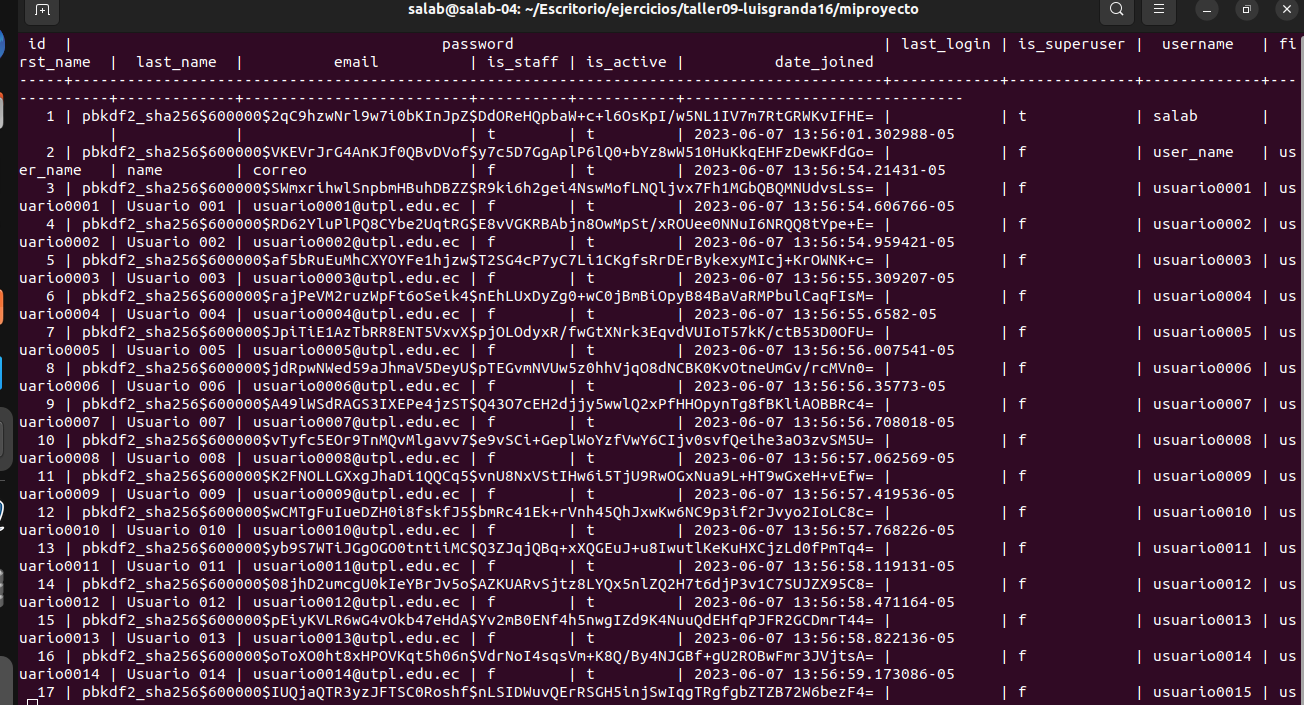 salab@salab-04: ~/Escritorio/ejercicios/taller09-luisgranda16/miproyecto
 id  |                                         password                                         | last_login | is_superuser |  username   | fi
rst_name  |  last_name  |          email          | is_staff | is_active |          date_joined
-----+------------------------------------------------------------------------------------------+------------+--------------+-------------+---
----------+-------------+-------------------------+----------+-----------+-------------------------------
   1 | pbkdf2_sha256$600000$2qC9hzwNrl9w7i0bKInJpZ$DdOReHQpbaW+c+l6OsKpI/w5NL1IV7m7RtGRWKvIFHE= |            | t            | salab       |
          |             |                         | t        | t         | 2023-06-07 13:56:01.302988-05
   2 | pbkdf2_sha256$600000$VKEVrJrG4AnKJf0QBvDVof$y7c5D7GgAplP6lQ0+bYz8wW510HuKkqEHFzDewKFdGo= |            | f            | user_name   | us
er_name   | name        | correo                  | f        | t         | 2023-06-07 13:56:54.21431-05
   3 | pbkdf2_sha256$600000$SWmxrihwlSnpbmHBuhDBZZ$R9ki6h2gei4NswMofLNQljvx7Fh1MGbQBQMNUdvsLss= |            | f            | usuario0001 | us
uario0001 | Usuario 001 | usuario0001@utpl.edu.ec | f        | t         | 2023-06-07 13:56:54.606766-05
   4 | pbkdf2_sha256$600000$RD62YluPlPQ8CYbe2UqtRG$E8vVGKRBAbjn8OwMpSt/xROUee0NNuI6NRQQ8tYpe+E= |            | f            | usuario0002 | us
uario0002 | Usuario 002 | usuario0002@utpl.edu.ec | f        | t         | 2023-06-07 13:56:54.959421-05
   5 | pbkdf2_sha256$600000$af5bRuEuMhCXYOYFe1hjzw$T2SG4cP7yC7Li1CKgfsRrDErBykexyMIcj+KrOWNK+c= |            | f            | usuario0003 | us
uario0003 | Usuario 003 | usuario0003@utpl.edu.ec | f        | t         | 2023-06-07 13:56:55.309207-05
   6 | pbkdf2_sha256$600000$rajPeVM2ruzWpFt6oSeik4$nEhLUxDyZg0+wC0jBmBiOpyB84BaVaRMPbulCaqFIsM= |            | f            | usuario0004 | us
uario0004 | Usuario 004 | usuario0004@utpl.edu.ec | f        | t         | 2023-06-07 13:56:55.6582-05
   7 | pbkdf2_sha256$600000$JpiTiE1AzTbRR8ENT5VxvX$pjOLOdyxR/fwGtXNrk3EqvdVUIoT57kK/ctB53D0OFU= |            | f            | usuario0005 | us
uario0005 | Usuario 005 | usuario0005@utpl.edu.ec | f        | t         | 2023-06-07 13:56:56.007541-05
   8 | pbkdf2_sha256$600000$jdRpwNWed59aJhmaV5DeyU$pTEGvmNVUw5z0hhVjqO8dNCBK0KvOtneUmGv/rcMVn0= |            | f            | usuario0006 | us
uario0006 | Usuario 006 | usuario0006@utpl.edu.ec | f        | t         | 2023-06-07 13:56:56.35773-05
   9 | pbkdf2_sha256$600000$A49lWSdRAGS3IXEPe4jzST$Q43O7cEH2djjy5wwlQ2xPfHHOpynTg8fBKliAOBBRc4= |            | f            | usuario0007 | us
uario0007 | Usuario 007 | usuario0007@utpl.edu.ec | f        | t         | 2023-06-07 13:56:56.708018-05
  10 | pbkdf2_sha256$600000$vTyfc5EOr9TnMQvMlgavv7$e9vSCi+GeplWoYzfVwY6CIjv0svfQeihe3aO3zvSM5U= |            | f            | usuario0008 | us
uario0008 | Usuario 008 | usuario0008@utpl.edu.ec | f        | t         | 2023-06-07 13:56:57.062569-05
  11 | pbkdf2_sha256$600000$K2FNOLLGXxgJhaDi1QQCq5$vnU8NxVStIHw6i5TjU9RwOGxNua9L+HT9wGxeH+vEfw= |            | f            | usuario0009 | us
uario0009 | Usuario 009 | usuario0009@utpl.edu.ec | f        | t         | 2023-06-07 13:56:57.419536-05
  12 | pbkdf2_sha256$600000$wCMTgFuIueDZH0i8fskfJ5$bmRc41Ek+rVnh45QhJxwKw6NC9p3if2rJvyo2IoLC8c= |            | f            | usuario0010 | us
uario0010 | Usuario 010 | usuario0010@utpl.edu.ec | f        | t         | 2023-06-07 13:56:57.768226-05
  13 | pbkdf2_sha256$600000$yb9S7WTiJGgOGO0tntiiMC$Q3ZJqjQBq+xXQGEuJ+u8IwutlKeKuHXCjzLd0fPmTq4= |            | f            | usuario0011 | us
uario0011 | Usuario 011 | usuario0011@utpl.edu.ec | f        | t         | 2023-06-07 13:56:58.119131-05
  14 | pbkdf2_sha256$600000$08jhD2umcgU0kIeYBrJv5o$AZKUARvSjtz8LYQx5nlZQ2H7t6djP3v1C7SUJZX95C8= |            | f            | usuario0012 | us
uario0012 | Usuario 012 | usuario0012@utpl.edu.ec | f        | t         | 2023-06-07 13:56:58.471164-05
  15 | pbkdf2_sha256$600000$pEiyKVLR6wG4vOkb47eHdA$Yv2mB0ENf4h5nwgIZd9K4NuuQdEHfqPJFR2GCDmrT44= |            | f            | usuario0013 | us
uario0013 | Usuario 013 | usuario0013@utpl.edu.ec | f        | t         | 2023-06-07 13:56:58.822136-05
  16 | pbkdf2_sha256$600000$oToXO0ht8xHPOVKqt5h06n$VdrNoI4sqsVm+K8Q/By4NJGBf+gU2ROBwFmr3JVjtsA= |            | f            | usuario0014 | us
uario0014 | Usuario 014 | usuario0014@utpl.edu.ec | f        | t         | 2023-06-07 13:56:59.173086-05
  17 | pbkdf2_sha256$600000$IUQjaQTR3yzJFTSC0Roshf$nLSIDWuvQErRSGH5injSwIqgTRgfgbZTZB72W6bezF4= |            | f            | usuario0015 | us